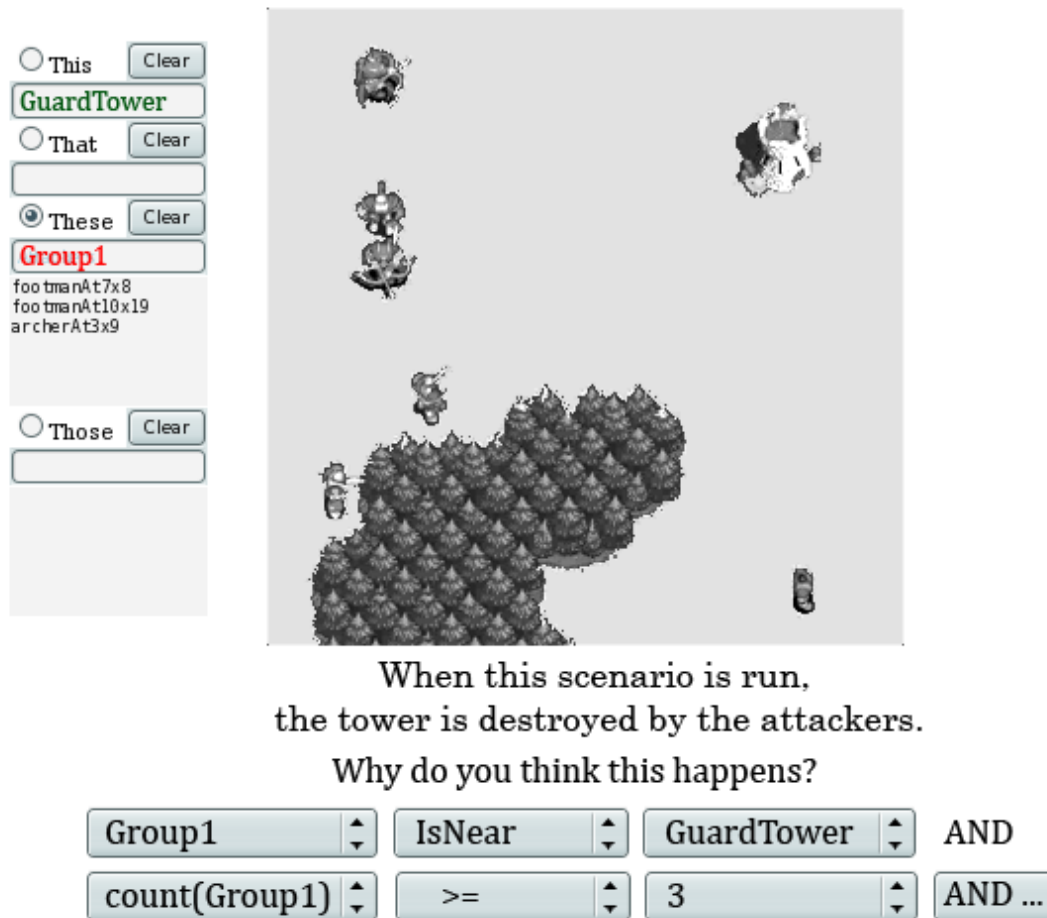 This Clear
GuardTower
That Clear
These Clear
Group1
footmanAt7x8
footmanAt10x19
archerAt3x9
Those Clear
When this scenario is run,
the tower is destroyed by the attackers.
Why do you think this happens?
Group1 IsNear GuardTower AND
count(Group1) >= 3 AND ...